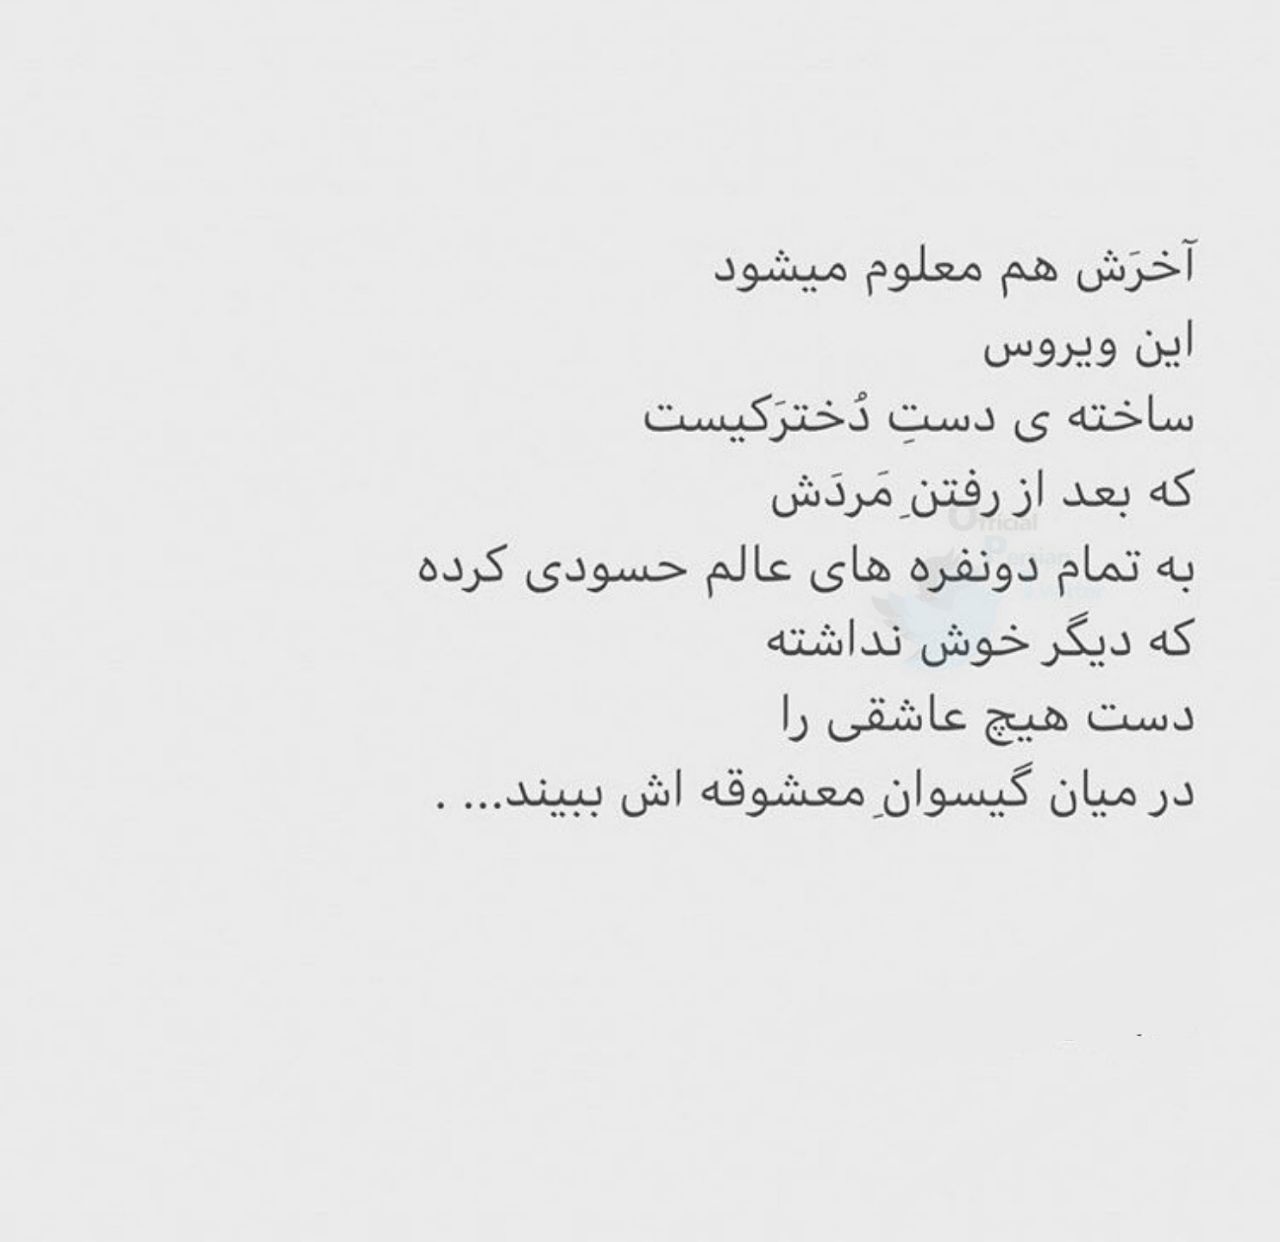 آخرَش هم معلوم میشود
این ویروس
ساخته ی دستِ دُخترَکیست
که بعد از رفتنِ مَردَش
به تمام دونفره های عالم حسودی کرده
که دیگر خوش نداشته
دست هیچ عاشقی را
در میان گیسوانِ معشوقه اش ببیند... .
Official
Persian
Twitter